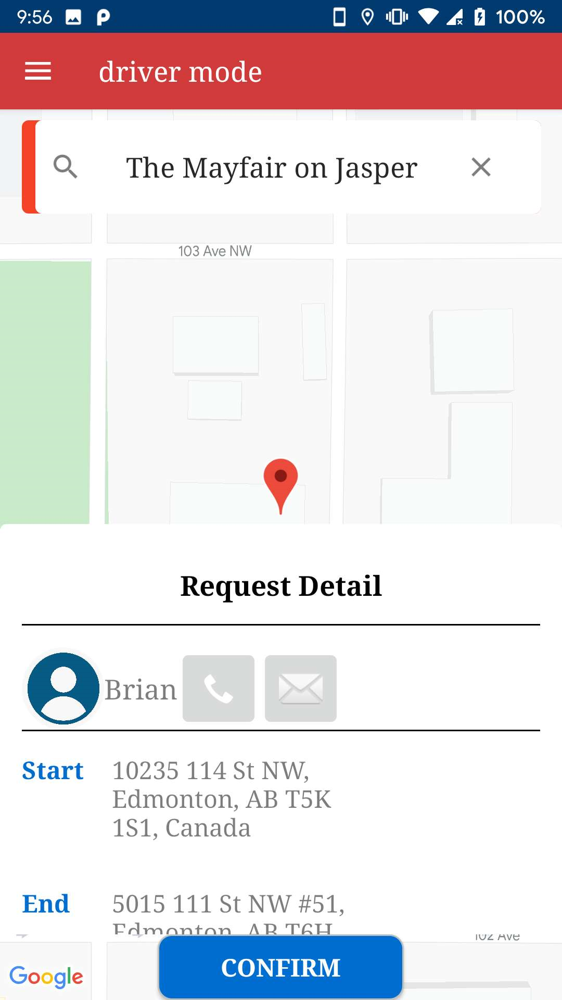 9:56 100%
driver mode
The Mayfair on Jasper
103 Ave NW
Request Detail
Brian
Start 10235 114 St NW,
Edmonton, AB T5K
1S1, Canada
End 5015 111 St NW #51,
Edmonton, AB T6H
102 Ave
CONFIRM
Google